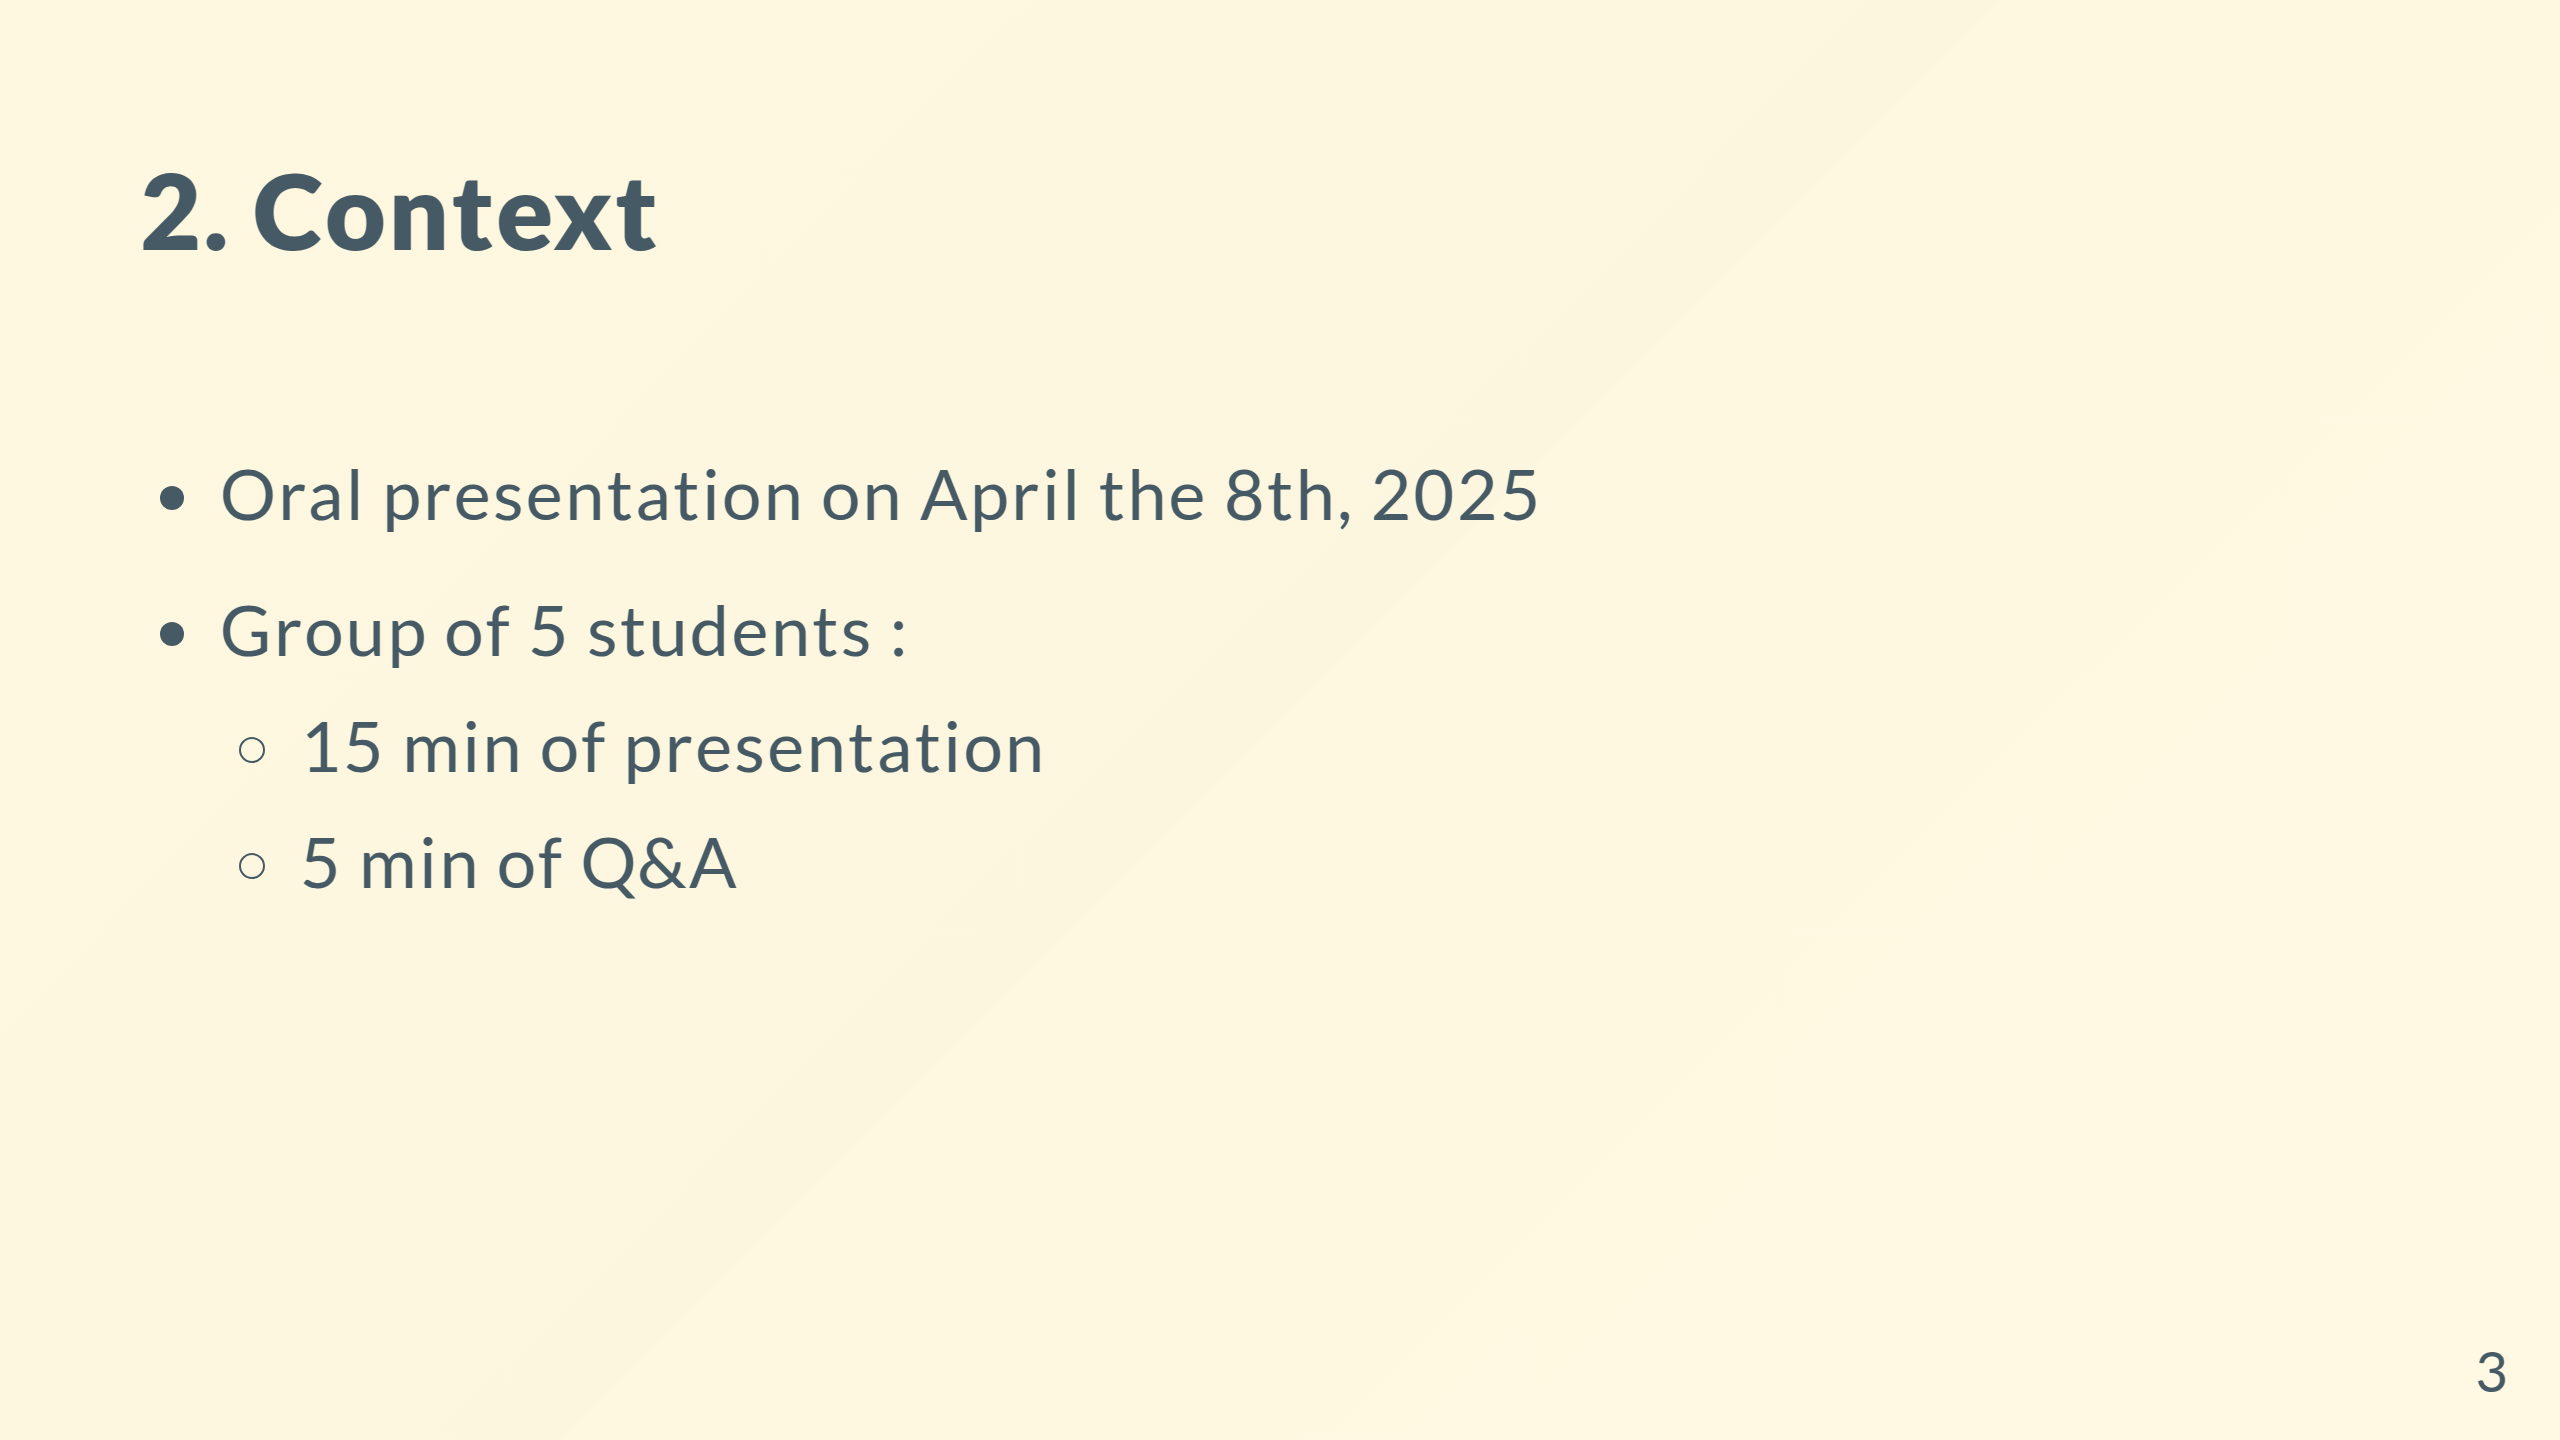 2. Context
• Oral presentation on April the 8th, 2025
• Group of 5 students :
○ 15 min of presentation
○ 5 min of Q&A
3